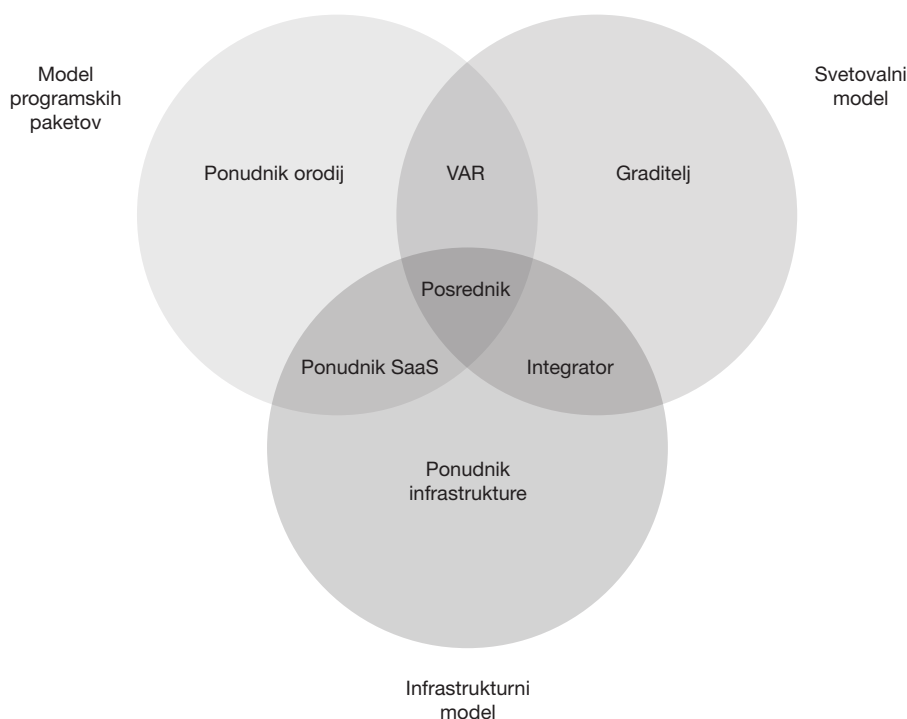 Model
programskih
paketov
Svetovalni
model
Ponudnik orodij
VAR
Graditelj
Posrednik
Ponudnik SaaS
Integrator
Ponudnik
infrastrukture
Infrastrukturni
model